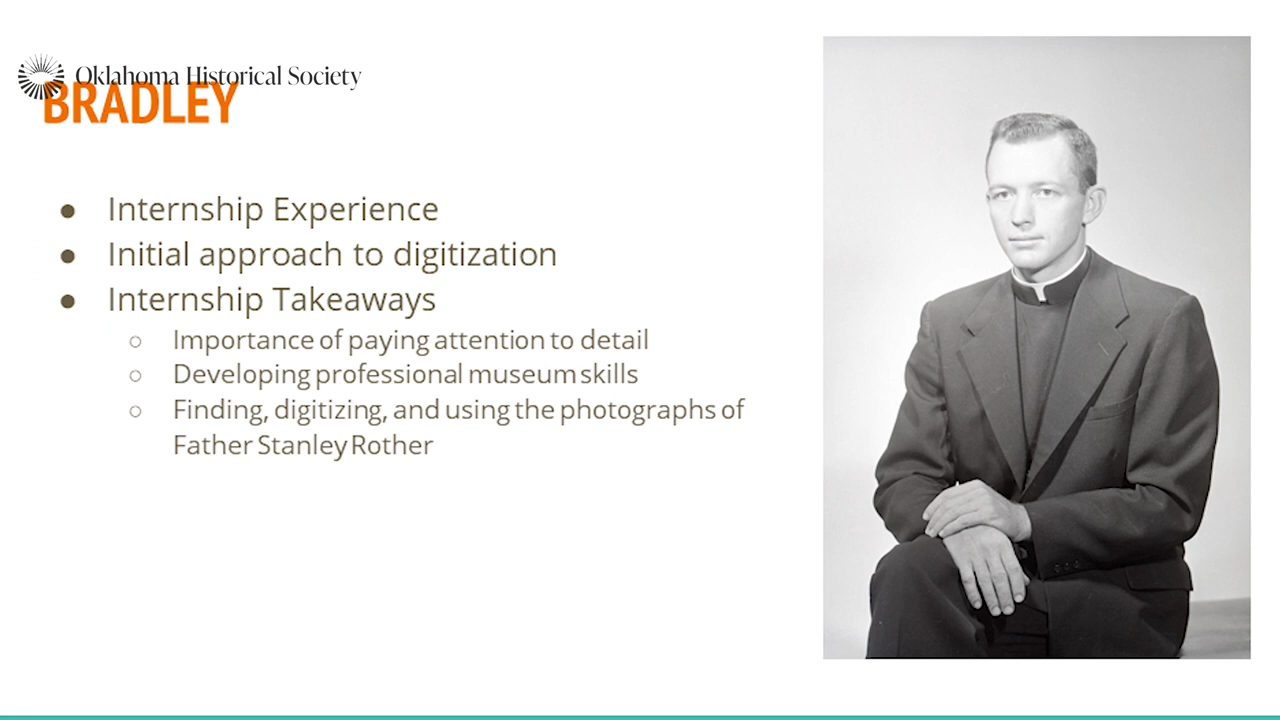 Oklahoma Historical Society
BRADLEY
● Internship Experience
● Initial approach to digitization
● Internship Takeaways
○ Importance of paying attention to detail
○ Developing professional museum skills
○ Finding, digitizing, and using the photographs of
Father Stanley Rother